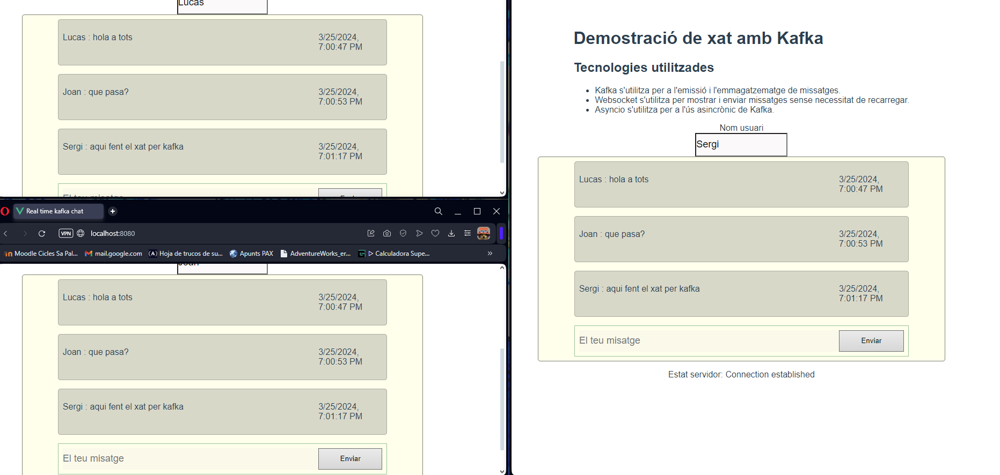 Lucas
Lucas : hola a tots
3/25/2024,
7:00:47 PM
Joan : que pasa?
3/25/2024,
7:00:53 PM
Sergi : aqui fent el xat per kafka
3/25/2024,
7:01:17 PM
Real time kafka chat
VPN
localhost:8080
Moodle Cicles Sa Pal...
mail.google.com
Hoja de trucos de su...
Apunts PAX
AdventureWorks_er...
Calculadora Supe...
Joan
Lucas : hola a tots
3/25/2024,
7:00:47 PM
Joan : que pasa?
3/25/2024,
7:00:53 PM
Sergi : aqui fent el xat per kafka
3/25/2024,
7:01:17 PM
El teu misatge
Enviar
Demostració de xat amb Kafka
Tecnologies utilitzades
Kafka s'utilitza per a l'emissió i l'emmagatzematge de missatges.
Websocket s'utilitza per mostrar i enviar missatges sense necessitat de recarregar.
Asyncio s'utilitza per a l'ús asincrònic de Kafka.
Nom usuari
Sergi
Lucas : hola a tots
3/25/2024,
7:00:47 PM
Joan : que pasa?
3/25/2024,
7:00:53 PM
Sergi : aqui fent el xat per kafka
3/25/2024,
7:01:17 PM
El teu misatge
Enviar
Estat servidor: Connection established